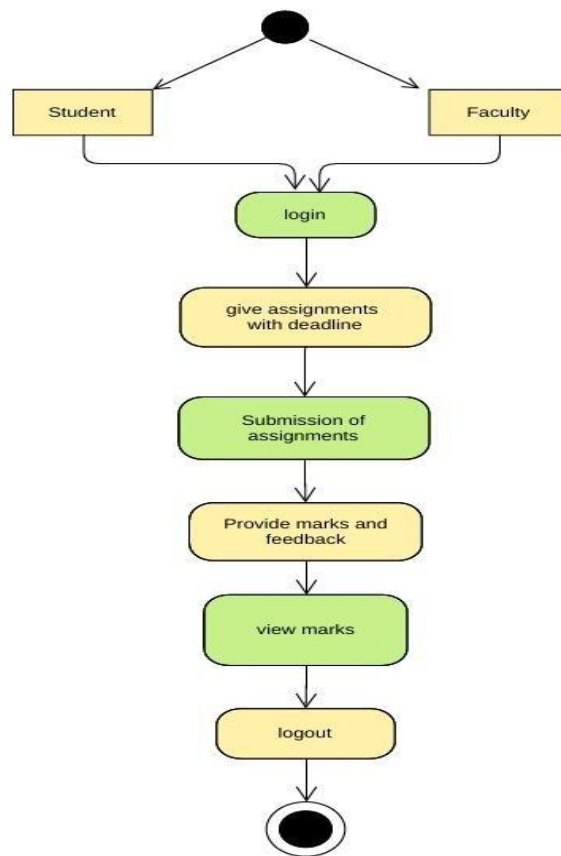 Student
Faculty
login
give assignments
with deadline
Submission of
assignments
Provide marks and
feedback
view marks
logout